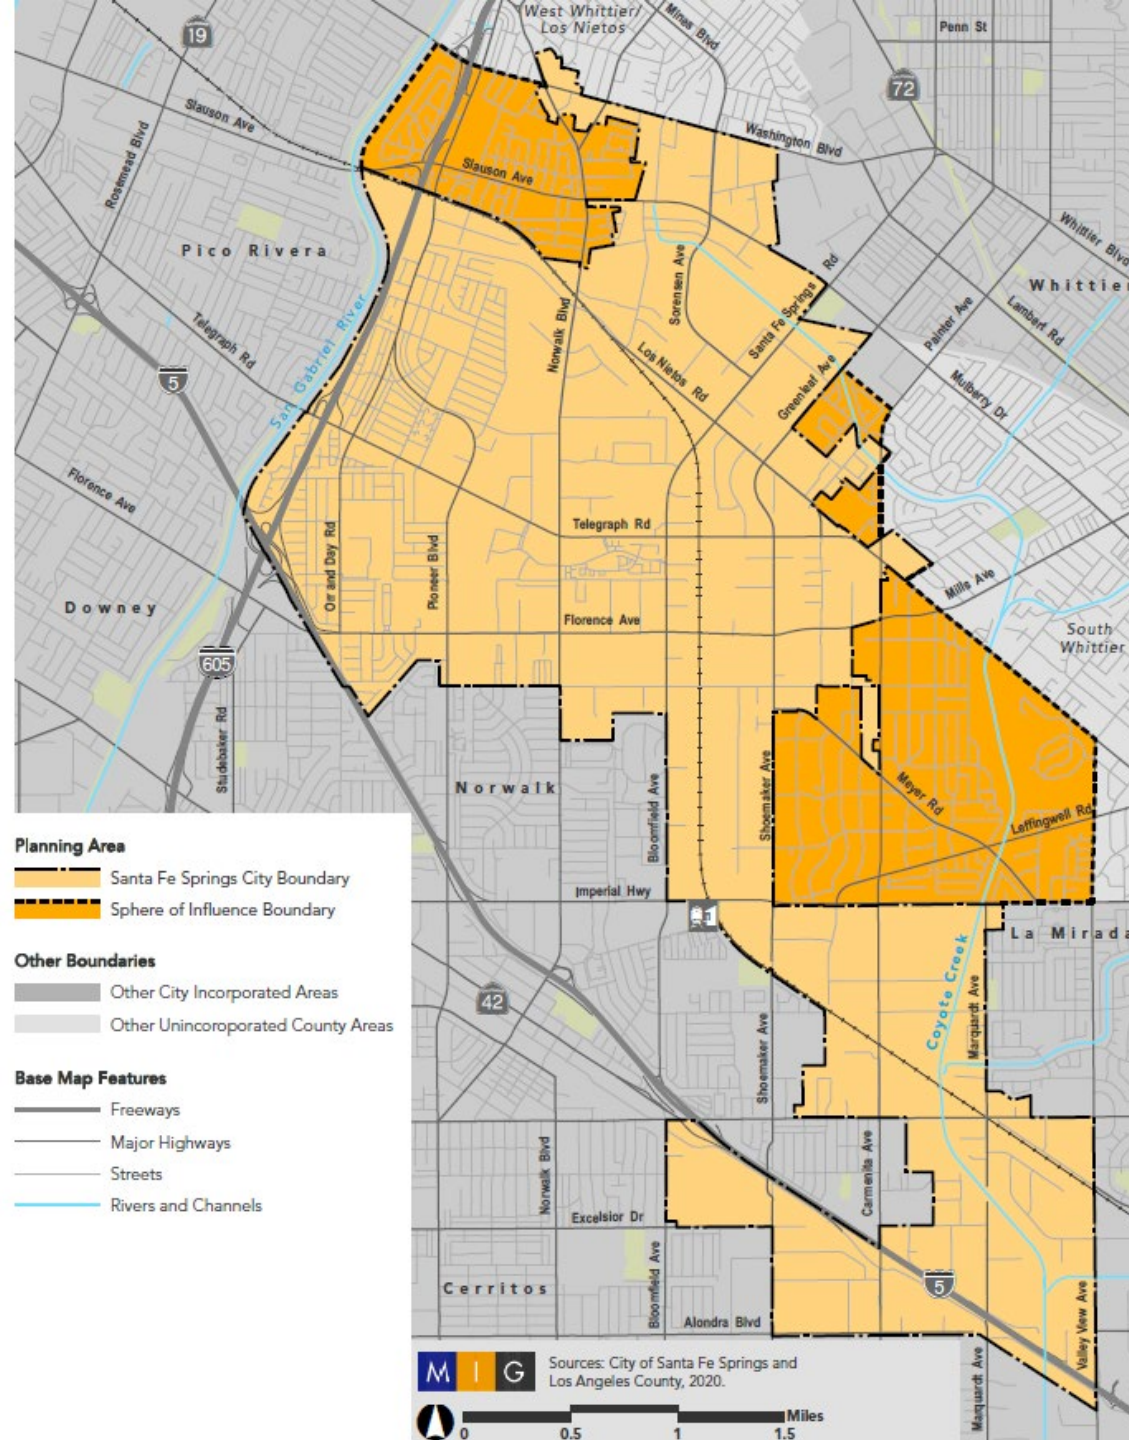 West Whittier/
Los Nietos
Mines Blvd
Penn St
19
72
Slauson Ave
Rosemead Blvd
Washington Blvd
Slauson Ave
Pico Rivera
Whittier Blvd
Whittier
Sorensen Ave
Santa Fe Springs Rd
Painter Ave
Lambert Rd
Telegraph Rd
San Gabriel River
5
Norwalk Blvd
Los Nietos Rd
Greenleaf Ave
Mulberry Dr
Florence Ave
Telegraph Rd
Orr and Day Rd
Pioneer Blvd
Mills Ave
Downey
Florence Ave
South
Whittier
605
Studebaker Rd
Norwalk
Bloomfield Ave
Shoemaker Ave
Meyer Rd
Leffingwell Rd
Imperial Hwy
La Mirada
Coyote Creek
Marquardt Ave
42
Shoemaker Ave
Norwalk Blvd
Carmenita Ave
Excelsior Dr
Cerritos
Bloomfield Ave
5
Alondra Blvd
Valley View Ave
Marquardt Ave
Planning Area
Santa Fe Springs City Boundary
Sphere of Influence Boundary
Other Boundaries
Other City Incorporated Areas
Other Unincoroporated County Areas
Base Map Features
Freeways
Major Highways
Streets
Rivers and Channels
M I G
Sources: City of Santa Fe Springs and
Los Angeles County, 2020.
0 0.5 1 1.5 Miles